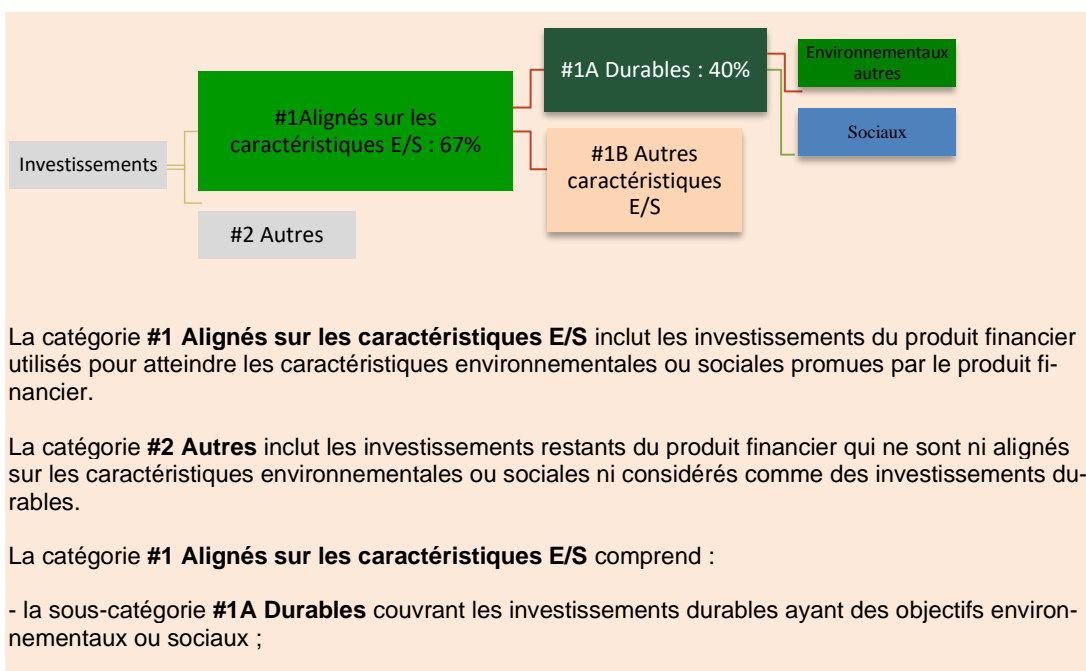 Investissements
#1Alignés sur les
caractéristiques E/S : 67%
#2 Autres
#1A Durables : 40%
#1B Autres
caractéristiques
E/S
Environnementaux
autres
Sociaux
La catégorie #1 Alignés sur les caractéristiques E/S inclut les investissements du produit financier
utilisés pour atteindre les caractéristiques environnementales ou sociales promues par le produit fi-
nancier.
La catégorie #2 Autres inclut les investissements restants du produit financier qui ne sont ni alignés
sur les caractéristiques environnementales ou sociales ni considérés comme des investissements du-
rables.
La catégorie #1 Alignés sur les caractéristiques E/S comprend :
- la sous-catégorie #1A Durables couvrant les investissements durables ayant des objectifs environ-
nementaux ou sociaux ;